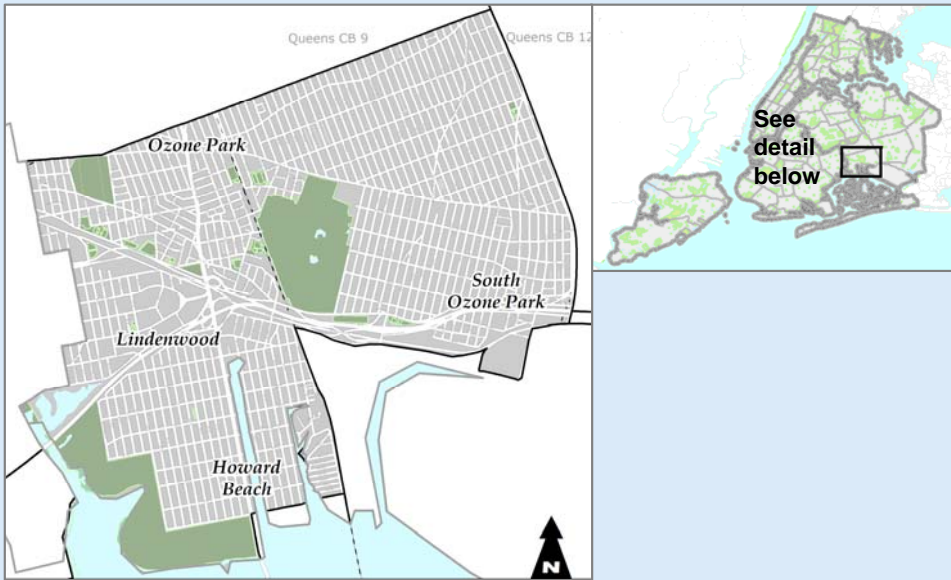 Queens CB 9
Queens CB 12
Ozone Park
South
Ozone Park
Lindenwood
Howard
Beach
N
See
detail
below